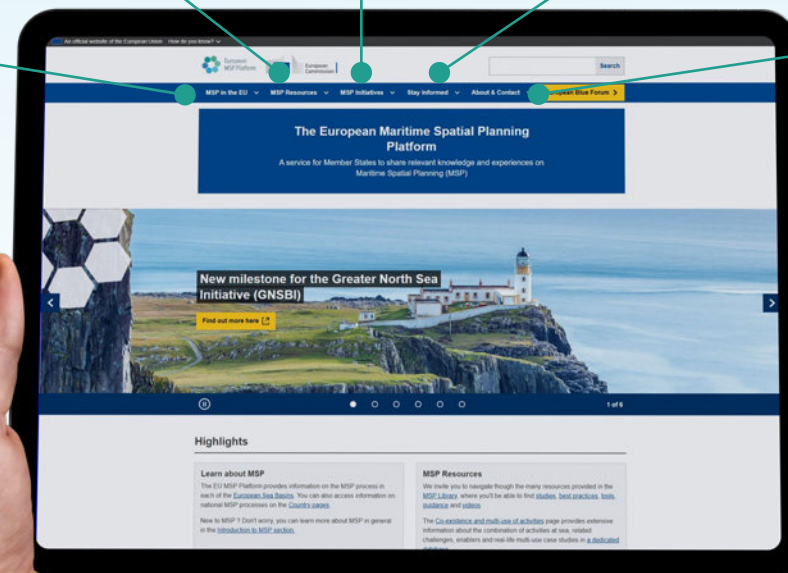 An official website of the European Union How do you know?
European
MSP Platform
European
Commission
Search
MSP in the EU
MSP Resources
MSP Initiatives
Stay Informed
About & Contact
European Blue Forum
The European Maritime Spatial Planning
Platform
A service for Member States to share relevant knowledge and experiences on
Maritime Spatial Planning (MSP)
New milestone for the Greater North Sea
Initiative (GNSBI)
Find out more here
1 of 6
Highlights
Learn about MSP
The EU MSP Platform provides information on the MSP process in
each of the European Sea Basins. You can also access information on
national MSP processes on the Country pages.
New to MSP ? Don't worry, you can learn more about MSP in general
in the Introduction to MSP section.
MSP Resources
We invite you to navigate though the many resources provided in the
MSP Library, where you'll be able to find studies, best practices, tools,
guidance and videos
The Co-existence and multi-use of activities page provides extensive
information about the combination of activities at sea, related
challenges, enablers and real-life multi-use case studies in a dedicated